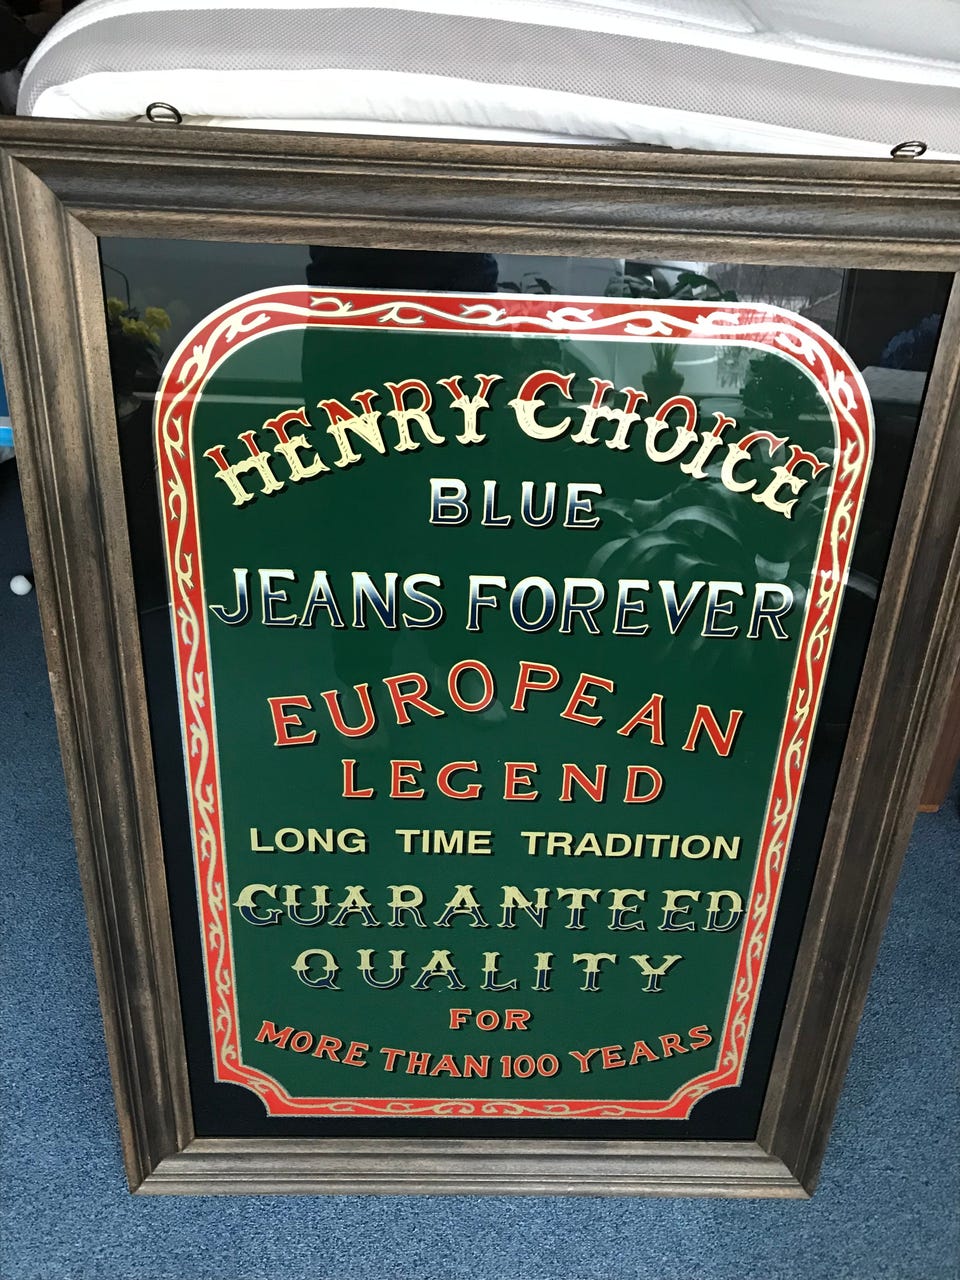 HENRY CHOICE
BLUE
JEANS FOREVER
EUROPEAN
LEGEND
LONG TIME TRADITION
GUARANTEED
QUALITY
FOR
MORE THAN 100 YEARS